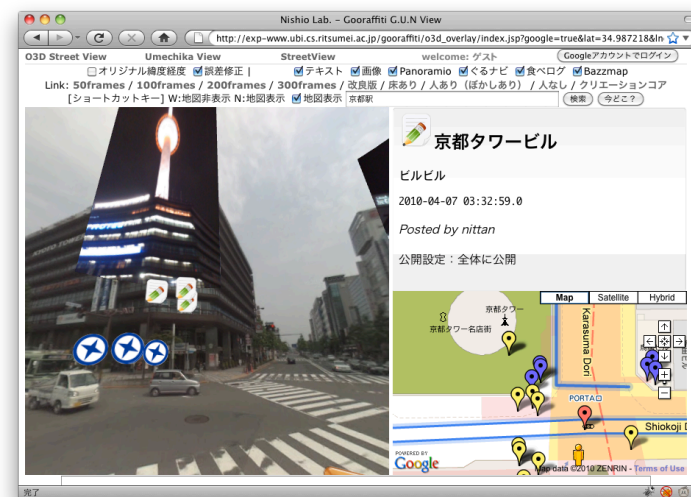 Nishio Lab. - Gooraffiti G.U.N View
http://exp-www.ubi.cs.ritsumei.ac.jp/gooraffiti/o3d_overlay/index.jsp?google=true&lat=34.987218&ln
O3D Street View Umechika View StreetView welcome: ゲスト Googleアカウントでログイン
オリジナル緯度経度 誤差修正 | テキスト 画像 Panoramio ぐるナビ 食べログ Bazzmap
Link: 50frames / 100frames / 200frames / 300frames / 改良版 / 床あり / 人あり（ぼかしあり） / 人なし / クリエーションコア
[ショートカットキー] W:地図非表示 N:地図表示 地図表示 京都駅 検索 今どこ？
京都タワービル
ビルビル
2010-04-07 03:32:59.0
Posted by nittan
公開設定：全体に公開
Map Satellite Hybrid
京都タワー
京都タワー名店街
Karasuma Dori
PORTA
Shiokoji D
POWERED BY
Google
Map data ©2010 ZENRIN - Terms of Use
完了